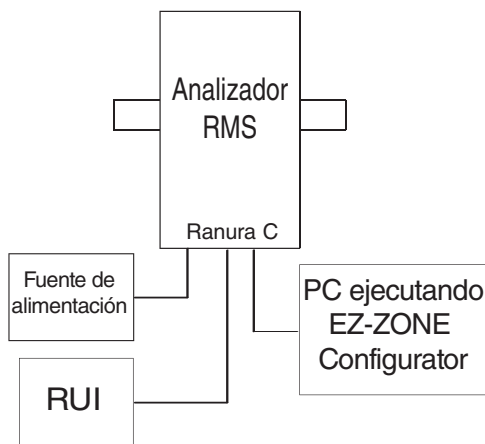 Analizador
RMS
Ranura C
Fuente de
alimentación
PC ejecutando
EZ-ZONE
Configurator
RUI